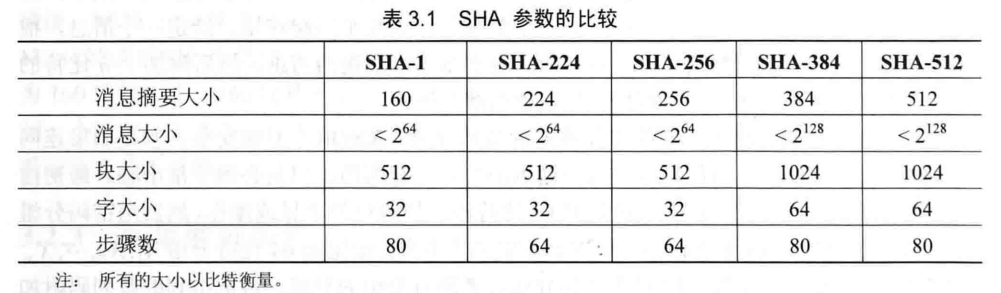 表 3.1 SHA 参数的比较
SHA-1 SHA-224 SHA-256 SHA-384 SHA-512
消息摘要大小 160 224 256 384 512
消息大小 <2^64 <2^64 <2^64 <2^128 <2^128
块大小 512 512 512 1024 1024
字大小 32 32 32 64 64
步骤数 80 64 64 80 80
注： 所有的大小以比特衡量。